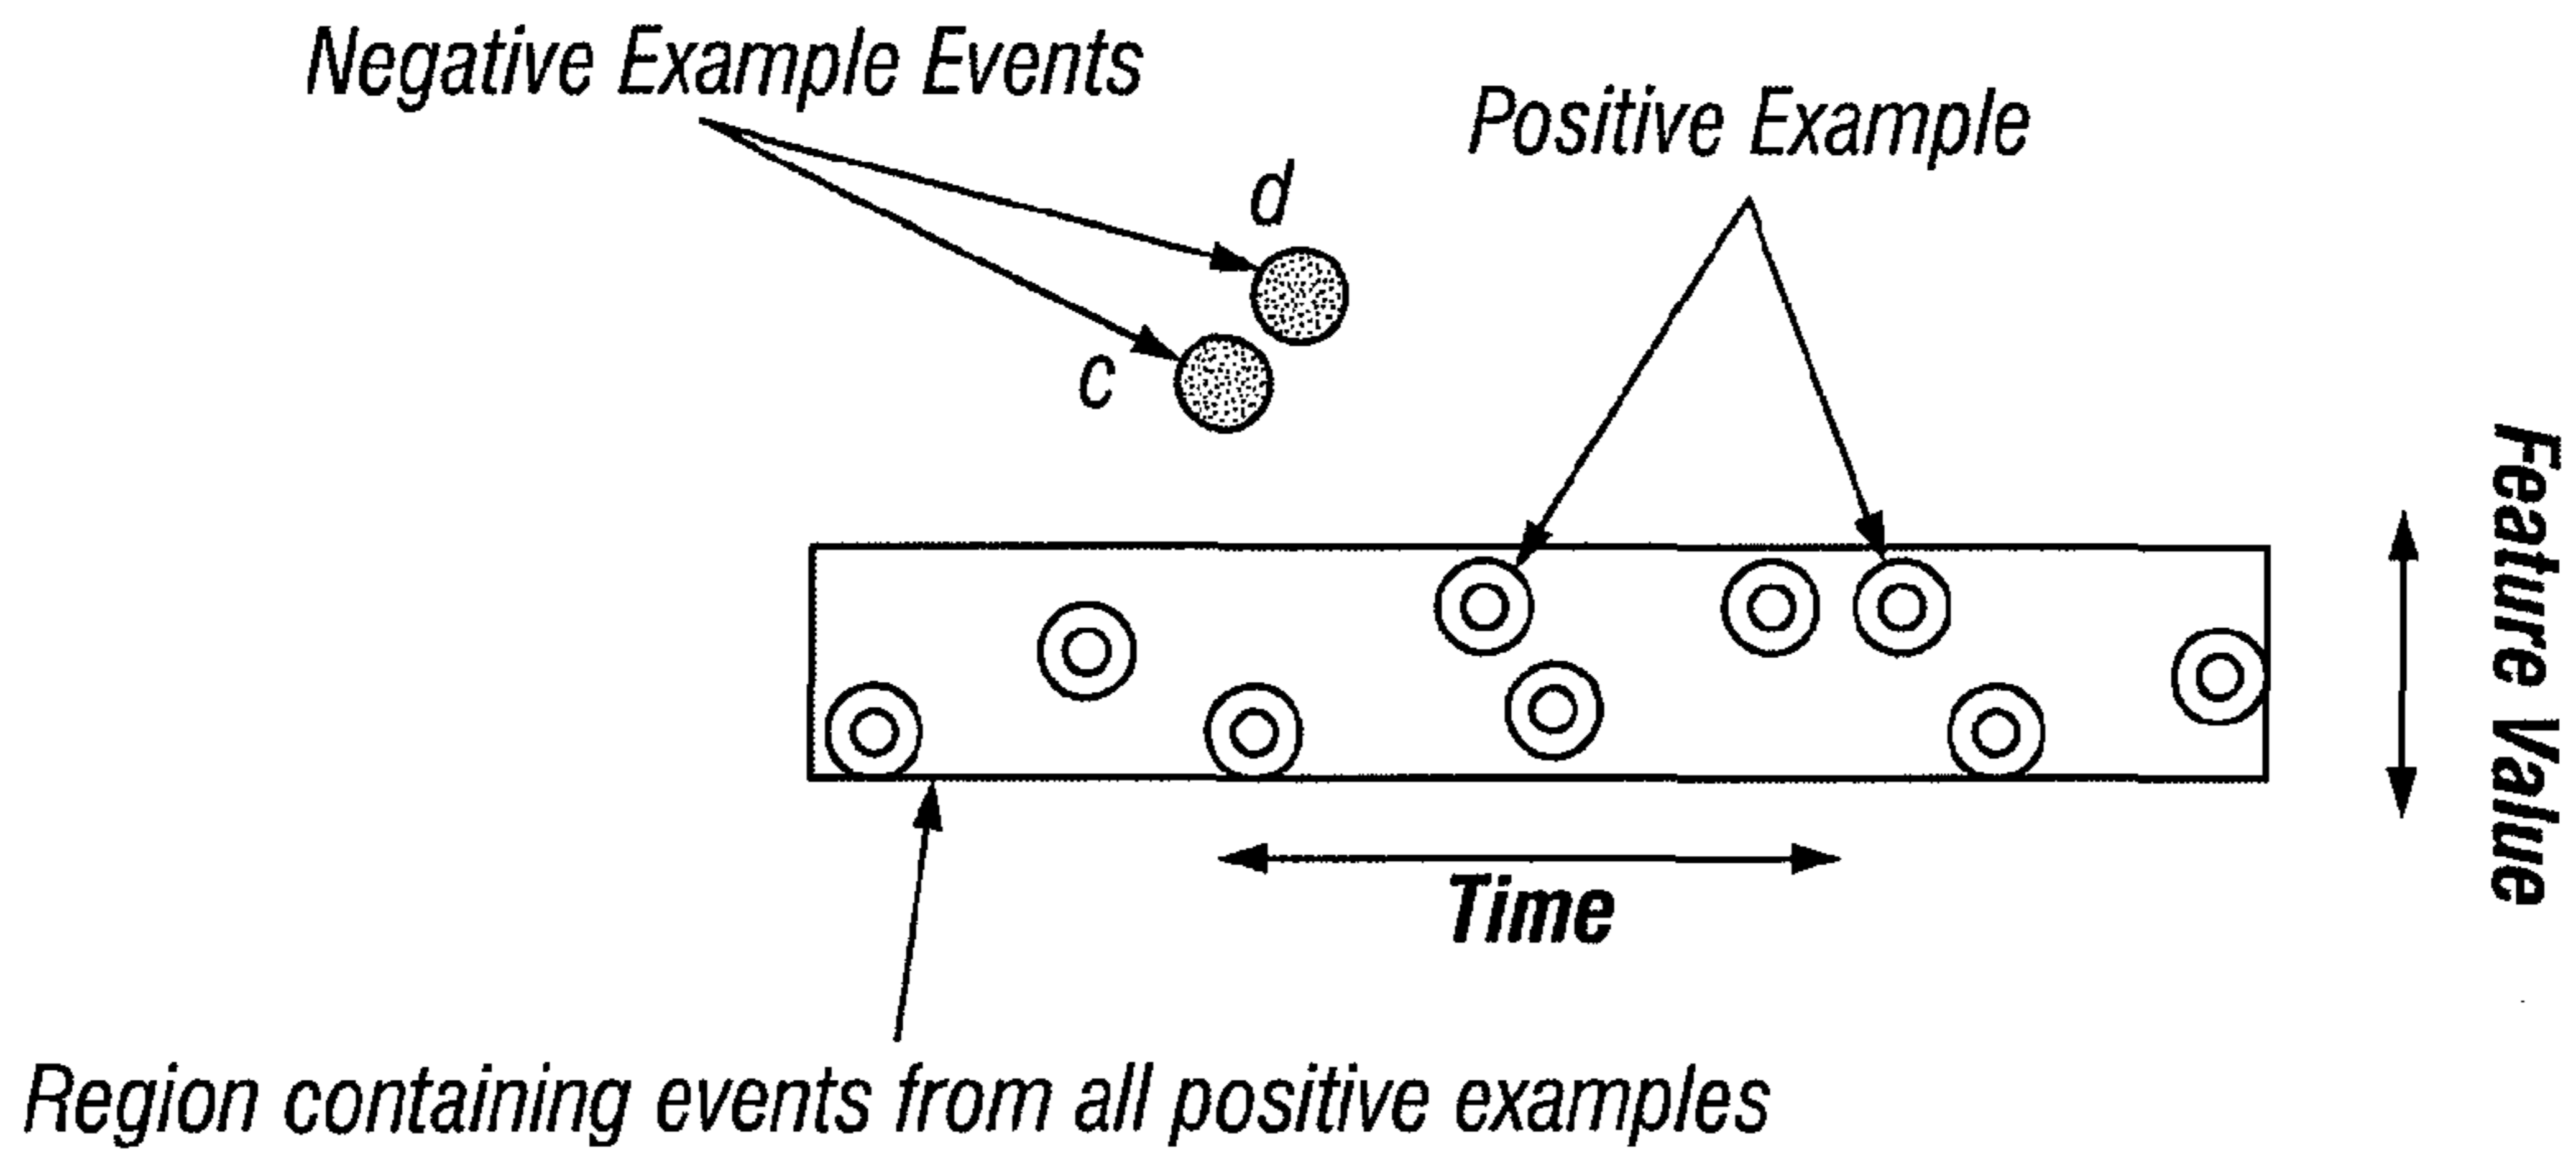 Negative Example Events
Positive Example
d
c
Feature Value
Time
Region containing events from all positive examples